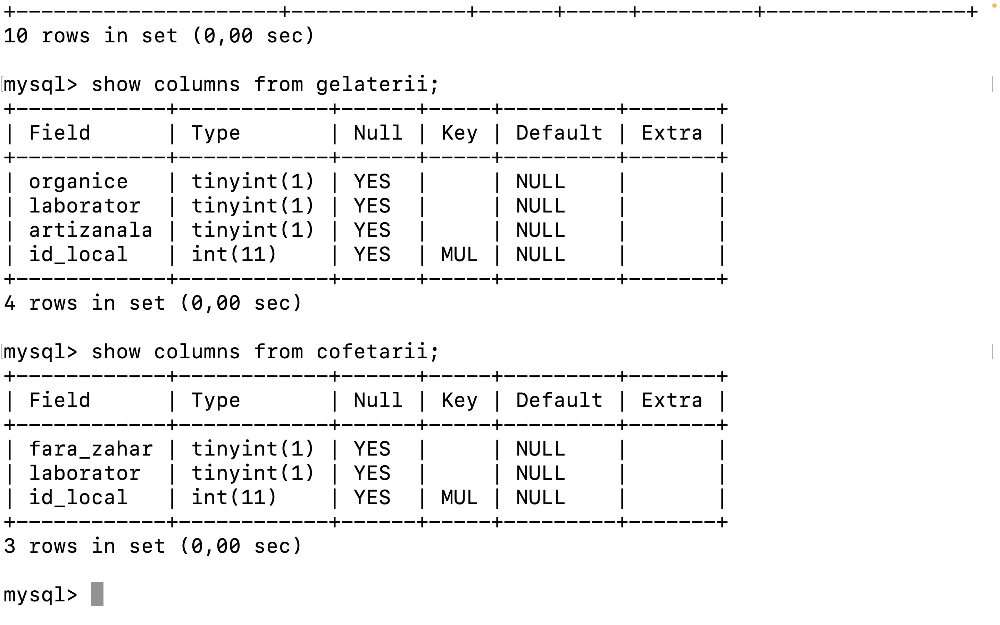 +---------------------+--------------+------+-----+---------+----------------+
10 rows in set (0,00 sec)
mysql> show columns from gelaterii;
+------------+------------+------+-----+---------+-------+
| Field      | Type       | Null | Key | Default | Extra |
+------------+------------+------+-----+---------+-------+
| organice   | tinyint(1) | YES  |     | NULL    |       |
| laborator  | tinyint(1) | YES  |     | NULL    |       |
| artizanala | tinyint(1) | YES  |     | NULL    |       |
| id_local   | int(11)    | YES  | MUL | NULL    |       |
+------------+------------+------+-----+---------+-------+
4 rows in set (0,00 sec)
mysql> show columns from cofetarii;
+------------+------------+------+-----+---------+-------+
| Field      | Type       | Null | Key | Default | Extra |
+------------+------------+------+-----+---------+-------+
| fara_zahar | tinyint(1) | YES  |     | NULL    |       |
| laborator  | tinyint(1) | YES  |     | NULL    |       |
| id_local   | int(11)    | YES  | MUL | NULL    |       |
+------------+------------+------+-----+---------+-------+
3 rows in set (0,00 sec)
mysql>